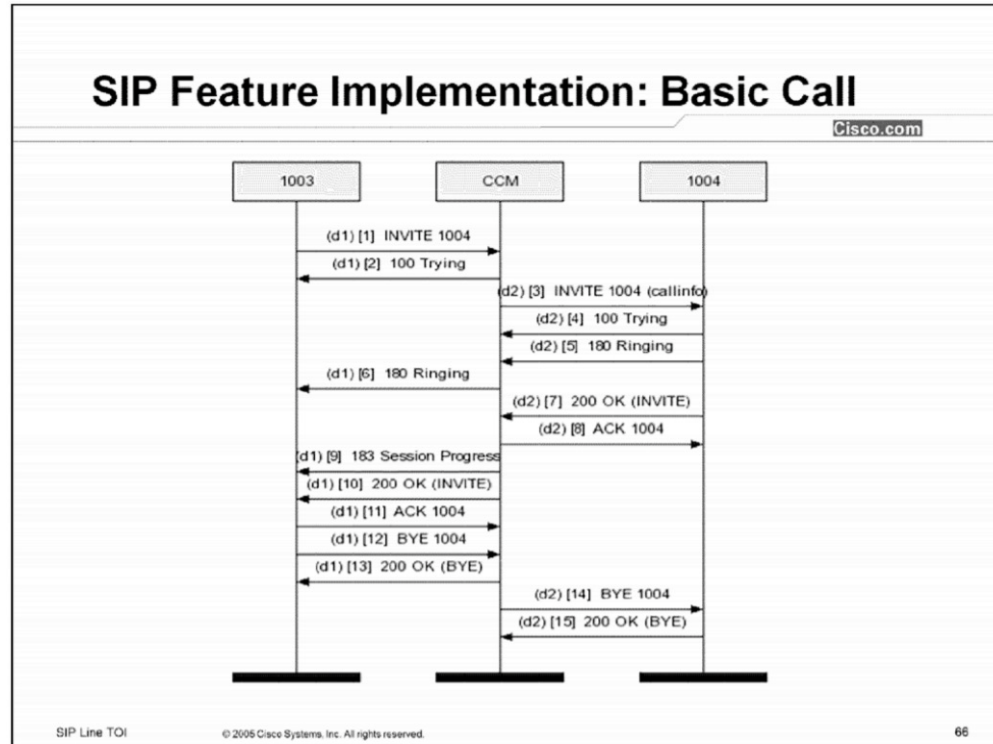 SIP Feature Implementation: Basic Call
Cisco.com
1003 CCM 1004
(d1) [1] INVITE 1004
(d1) [2] 100 Trying
(d2) [3] INVITE 1004 (callinfo)
(d2) [4] 100 Trying
(d2) [5] 180 Ringing
(d1) [6] 180 Ringing
(d2) [7] 200 OK (INVITE)
(d2) [8] ACK 1004
(d1) [9] 183 Session Progress
(d1) [10] 200 OK (INVITE)
(d1) [11] ACK 1004
(d1) [12] BYE 1004
(d1) [13] 200 OK (BYE)
(d2) [14] BYE 1004
(d2) [15] 200 OK (BYE)
SIP Line TOI © 2005 Cisco Systems, Inc. All rights reserved. 66